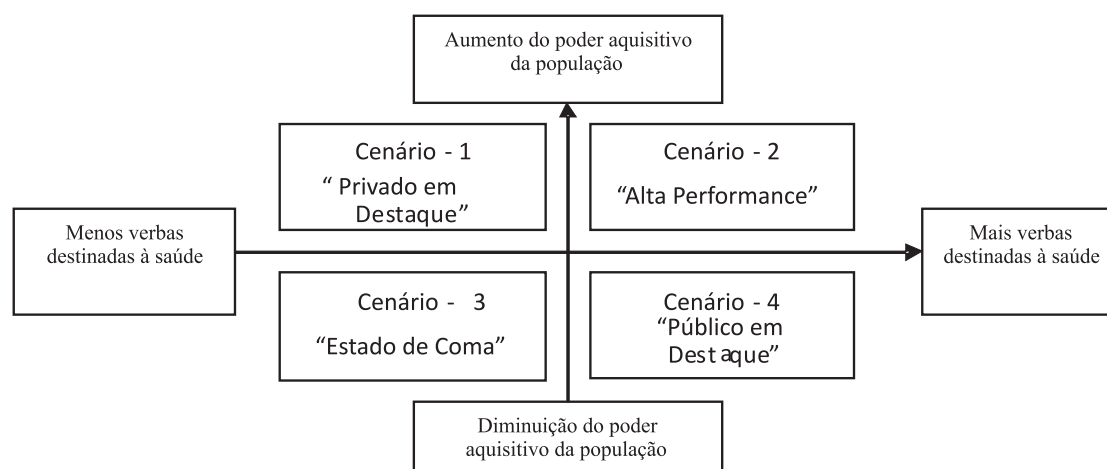 Aumento do poder aquisitivo
da população
Cenário - 1
“ Privado em
Destaque”
Cenário - 2
“Alta Performance”
Menos verbas
destinadas à saúde
Mais verbas
destinadas à saúde
Cenário - 3
“Estado de Coma”
Cenário - 4
“Público em
Destaque”
Diminuição do poder
aquisitivo da população